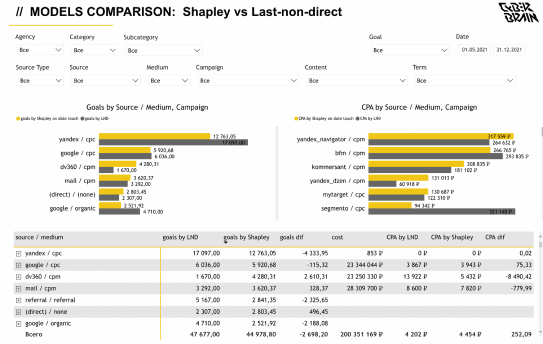 // MODELS COMPARISON: Shapley vs Last-non-direct
CYBER BRAIN
Agency Category Subcategory Goal Date
Все Все Все Все 01.05.2021 31.12.2021
Source Type Source Medium Campaign Content Term
Все Все Все Все Все Все
Goals by Source / Medium, Campaign
goals by Shapley on date touch goals by LND
yandex / cpc 12 763,05 17 097,00
google / cpc 5 920,68 6 036,00
dv360 / cpm 4 280,31 1 670,00
mail / cpm 3 620,37 3 292,00
(direct) / (none) 2 803,45 2 307,00
google / organic 2 521,92 4 710,00
CPA by Source / Medium, Campaign
CPA by Shapley on date touch CPA by LND
yandex_navigator / cpm 317 559 ₽ 264 632 ₽
bfm / cpm 266 765 ₽ 293 835 ₽
kommersant / cpm 208 835 ₽ 181 102 ₽
yandex_dzen / cpm 131 013 ₽ 60 918 ₽
mytarget / cpm 130 687 ₽ 122 310 ₽
segmento / cpm 94 342 ₽
source / medium goals by LND goals by Shapley goals dif cost CPA by LND CPA by Shapley CPA dif
yandex / cpc 17 097,00 12 763,05 -4 333,95 853 ₽ 0 ₽ 0 ₽ 0,02
google / cpc 6 036,00 5 920,68 -115,32 23 344 044 ₽ 3 867 ₽ 3 943 ₽ 75,33
dv360 / cpm 1 670,00 4 280,31 2 610,31 23 250 330 ₽ 13 922 ₽ 5 432 ₽ -8 490,42
mail / cpm 3 292,00 3 620,37 328,37 28 309 700 ₽ 8 600 ₽ 7 820 ₽ -779,99
referral / referral 5 167,00 2 841,35 -2 325,65
(direct) / none 2 307,00 2 803,45 496,45
google / organic 4 710,00 2 521,92 -2 188,08
Всего 47 677,00 44 978,80 -2 698,20 200 351 169 ₽ 4 202 ₽ 4 454 ₽ 252,09